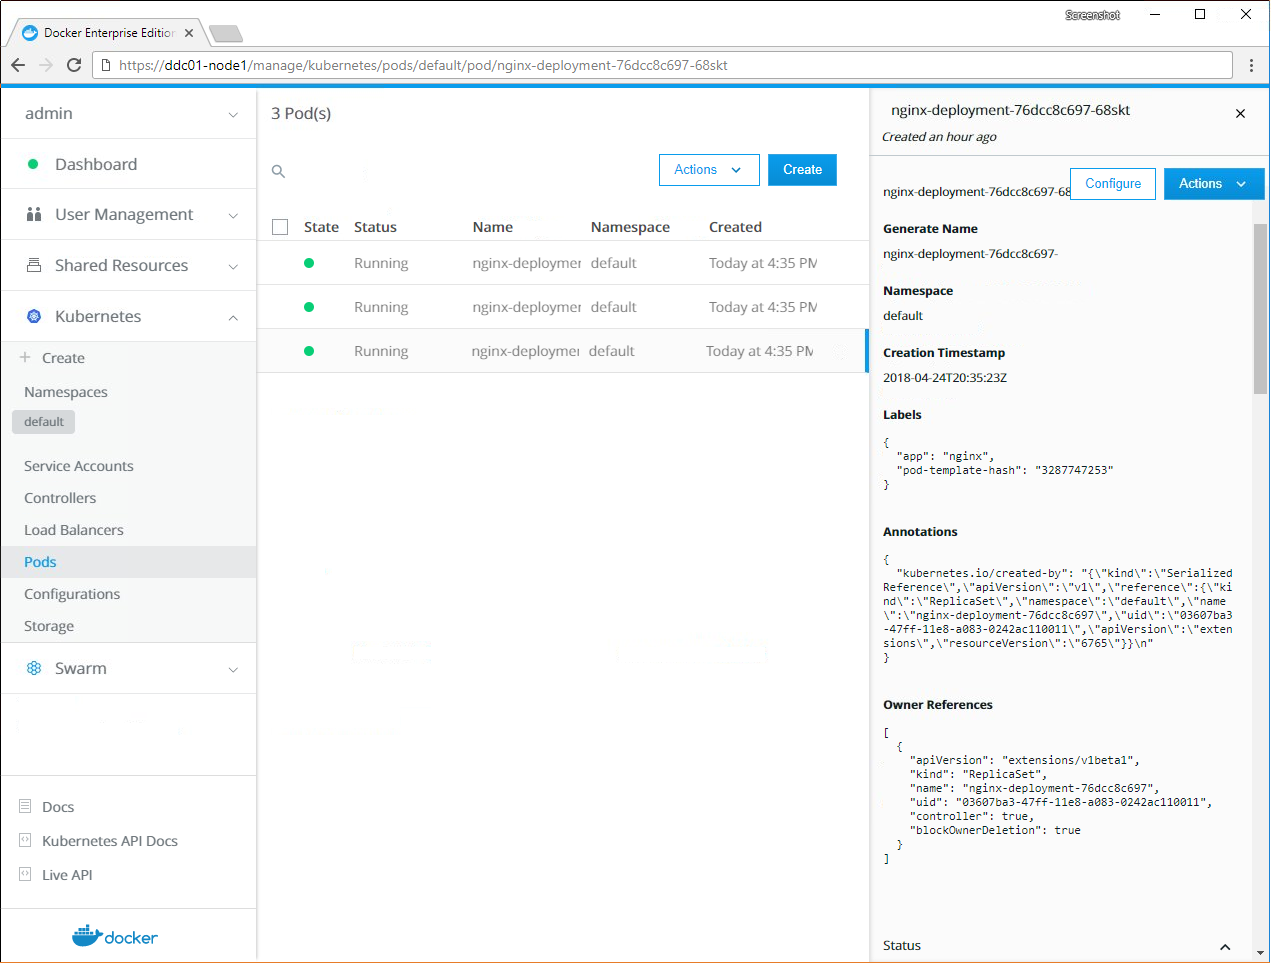 Screenshot
Docker Enterprise Edition
https://ddc01-node1/manage/kubernetes/pods/default/pod/nginx-deployment-76dcc8c697-68skt
admin
Dashboard
User Management
Shared Resources
Kubernetes
Create
Namespaces
default
Service Accounts
Controllers
Load Balancers
Pods
Configurations
Storage
Swarm
Docs
Kubernetes API Docs
Live API
docker
3 Pod(s)
Actions
Create
State Status Name Namespace Created
Running nginx-deploymer default Today at 4:35 PM
Running nginx-deploymer default Today at 4:35 PM
Running nginx-deploymer default Today at 4:35 PM
nginx-deployment-76dcc8c697-68skt
Created an hour ago
Configure
Actions
nginx-deployment-76dcc8c697-68
Generate Name
nginx-deployment-76dcc8c697-
Namespace
default
Creation Timestamp
2018-04-24T20:35:23Z
Labels
{
"app": "nginx",
"pod-template-hash": "3287747253"
}
Annotations
{
"kubernetes.io/created-by": "{\"kind\":\"Serialized
Reference\",\"apiVersion\":\"v1\",\"reference\":{\"ki
nd\":\"ReplicaSet\",\"namespace\":\"default\",\"name
\":\"nginx-deployment-76dcc8c697\",\"uid\":\"03607ba3
-47ff-11e8-a083-0242ac110011\",\"apiVersion\":\"exten
sions\",\"resourceVersion\":\"6765\"}}\n"
}
Owner References
[
{
"apiVersion": "extensions/v1beta1",
"kind": "ReplicaSet",
"name": "nginx-deployment-76dcc8c697",
"uid": "03607ba3-47ff-11e8-a083-0242ac110011",
"controller": true,
"blockOwnerDeletion": true
}
]
Status